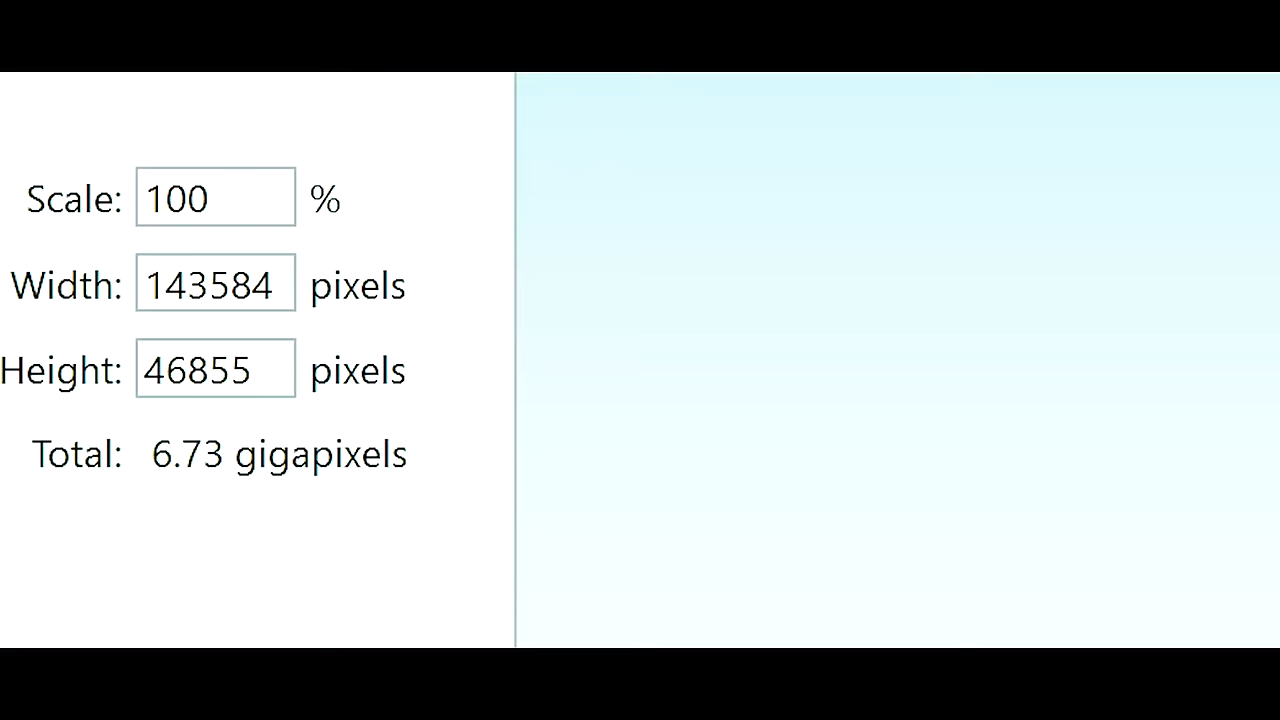 Scale: 100 %
Width: 143584 pixels
Height: 46855 pixels
Total: 6.73 gigapixels